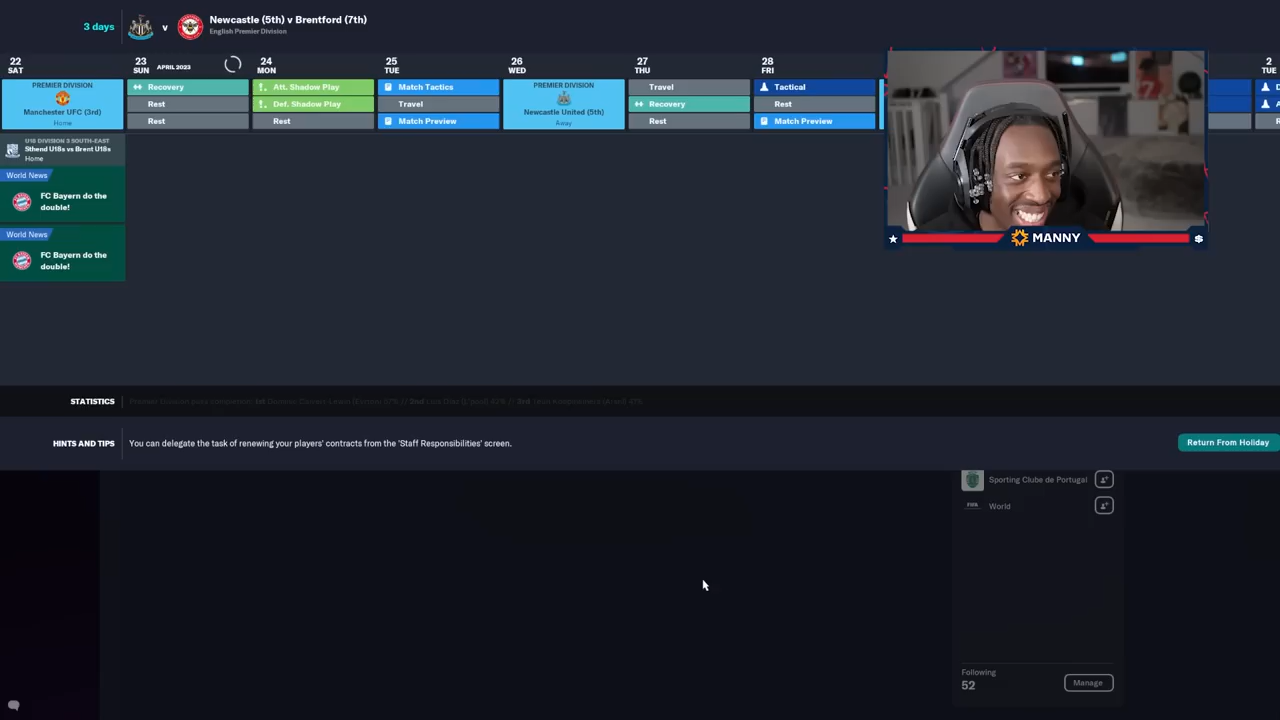 3 days
v
Newcastle (5th) v Brentford (7th)
English Premier Division
22
SAT
23
SUN APRIL 2023
24
MON
25
TUE
26
WED
27
THU
28
FRI
2
TUE
PREMIER DIVISION
Manchester UFC (3rd)
Home
Recovery
Rest
Rest
Att. Shadow Play
Def. Shadow Play
Rest
Match Tactics
Travel
Match Preview
PREMIER DIVISION
Newcastle United (5th)
Away
Travel
Recovery
Rest
Tactical
Rest
Match Preview
U18 DIVISION 3 SOUTH-EAST
Sthend U18s vs Brent U18s
Home
World News
FC Bayern do the
double!
World News
FC Bayern do the
double!
MANNY
STATISTICS
HINTS AND TIPS
You can delegate the task of renewing your players' contracts from the 'Staff Responsibilities' screen.
Return From Holiday
Sporting Clube de Portugal
FIFA
World
Following
52
Manage